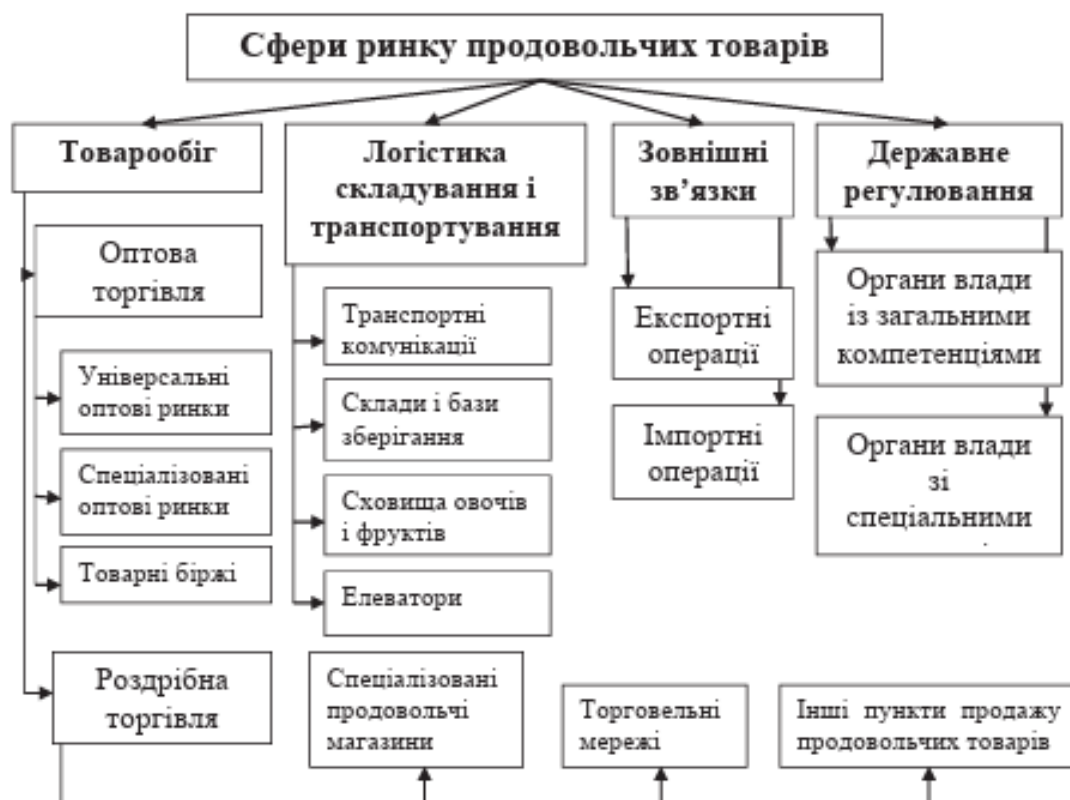 Сфери ринку продовольчих товарів
Товарообіг
Оптова
торгівля
Універсальні
оптові ринки
Спеціалізовані
оптові ринки
Товарні біржі
Роздрібна
торгівля
Спеціалізовані
продовольчі
магазини
Торговельні
мережі
Інші пункти продажу
продовольчих товарів
Логістика
складування і
транспортування
Транспортні
комунікації
Склади і бази
зберігання
Сховища овочів
і фруктів
Елеватори
Зовнішні
зв’язки
Експортні
операції
Імпортні
операції
Державне
регулювання
Органи влади
із загальними
компетенціями
Органи влади
зі
спеціальними